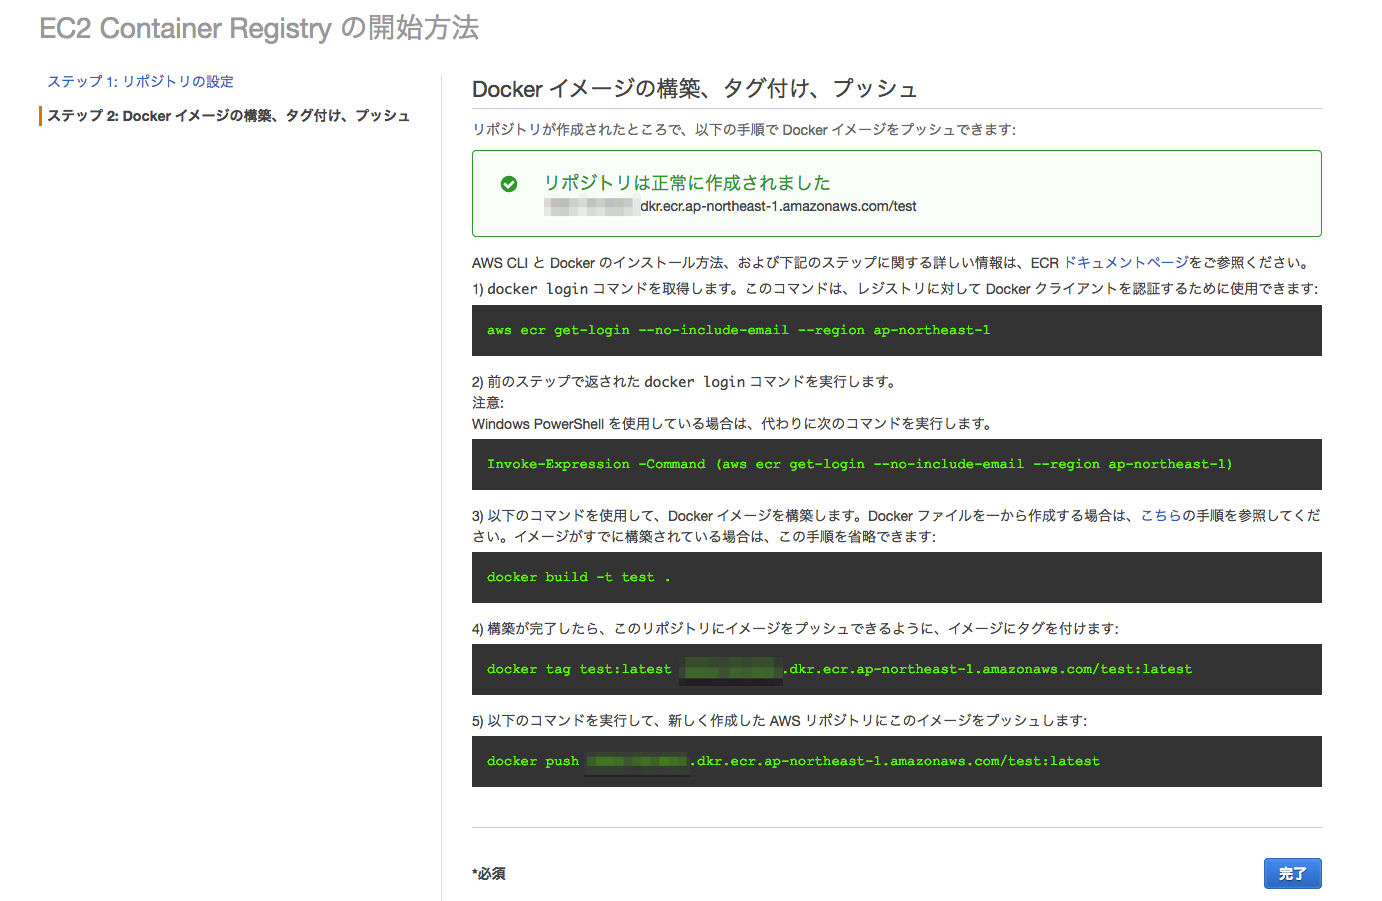 EC2 Container Registry の開始方法
ステップ 1: リポジトリの設定
ステップ 2: Docker イメージの構築、タグ付け、プッシュ
Docker イメージの構築、タグ付け、プッシュ
リポジトリが作成されたところで、以下の手順で Docker イメージをプッシュできます:
リポジトリは正常に作成されました
dkr.ecr.ap-northeast-1.amazonaws.com/test
AWS CLI と Docker のインストール方法、および下記のステップに関する詳しい情報は、ECR ドキュメントページをご参照ください。
1) docker login コマンドを取得します。このコマンドは、レジストリに対して Docker クライアントを認証するために使用できます:
aws ecr get-login --no-include-email --region ap-northeast-1
2) 前のステップで返された docker login コマンドを実行します。
注意:
Windows PowerShell を使用している場合は、代わりに次のコマンドを実行します。
Invoke-Expression -Command (aws ecr get-login --no-include-email --region ap-northeast-1)
3) 以下のコマンドを使用して、Docker イメージを構築します。Docker ファイルを一から作成する場合は、こちらの手順を参照してくだ
さい。イメージがすでに構築されている場合は、この手順を省略できます:
docker build -t test .
4) 構築が完了したら、このリポジトリにイメージをプッシュできるように、イメージにタグを付けます:
docker tag test:latest .dkr.ecr.ap-northeast-1.amazonaws.com/test:latest
5) 以下のコマンドを実行して、新しく作成した AWS リポジトリにこのイメージをプッシュします:
docker push .dkr.ecr.ap-northeast-1.amazonaws.com/test:latest
*必須
完了